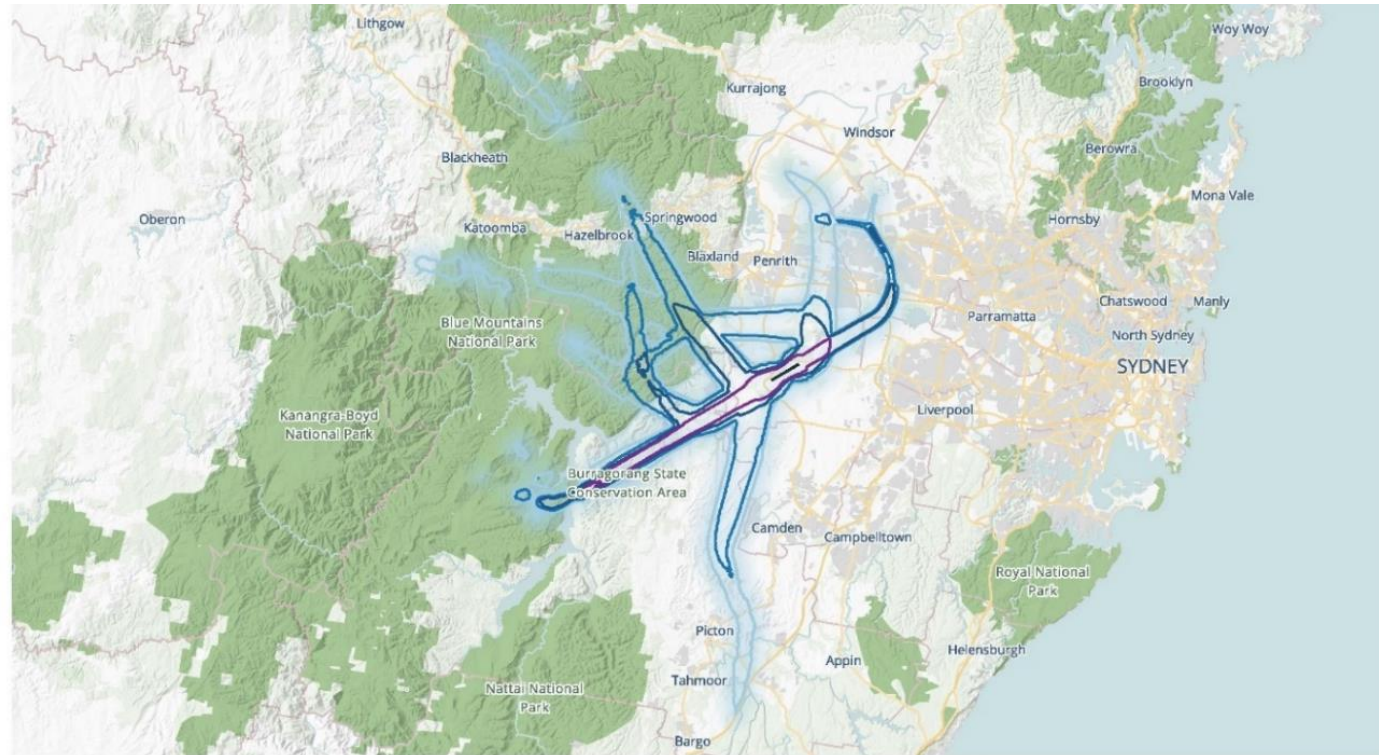 Lithgow
Woy Woy
Brooklyn
Kurrajong
Windsor
Berowra
Blackheath
Mona Vale
Oberon
Springwood
Hornsby
Katoomba
Hazelbrook
Blaxland
Penrith
Chatswood
Manly
Parramatta
Blue Mountains
National Park
North Sydney
SYDNEY
Kanangra-Boyd
National Park
Liverpool
Burragorang State
Conservation Area
Camden
Campbelltown
Royal National
Park
Picton
Helensburgh
Appin
Tahmoor
Nattai National
Park
Bargo